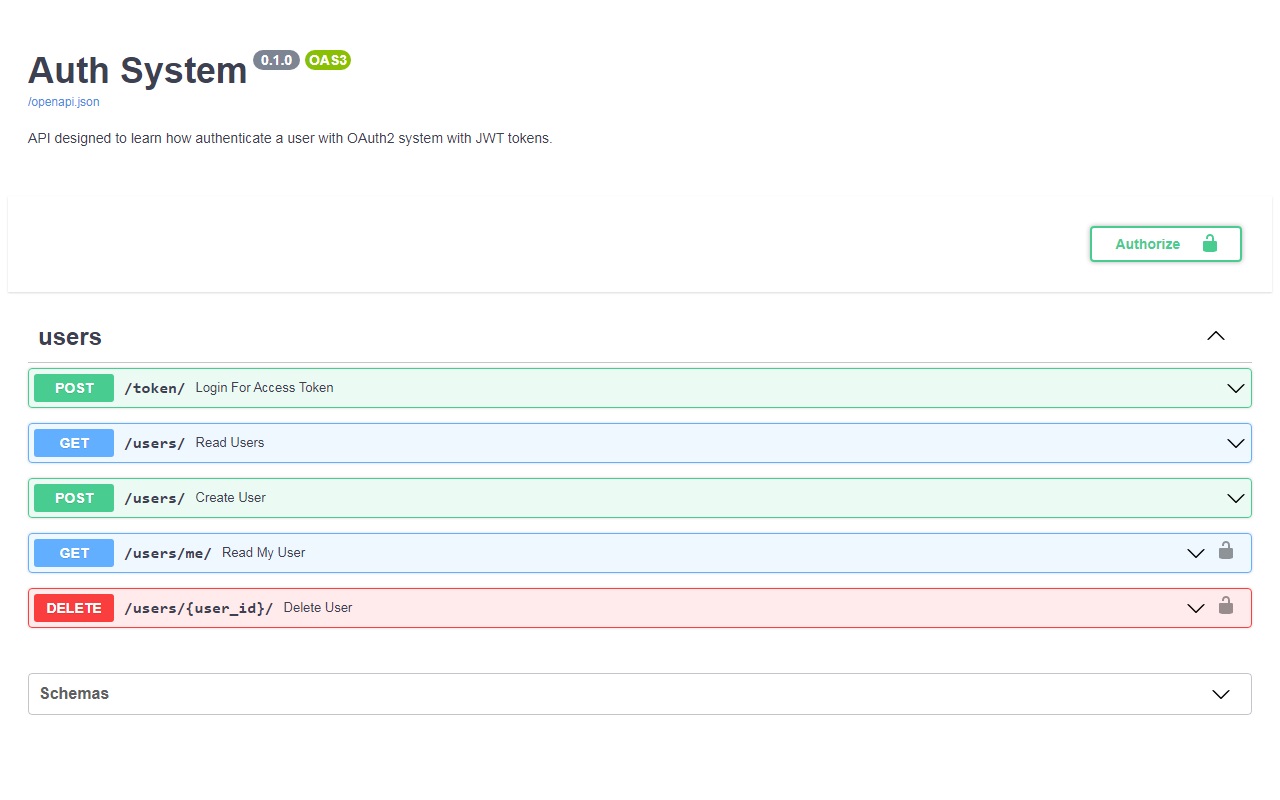 Auth System 0.1.0 OAS3
/openapi.json
API designed to learn how authenticate a user with OAuth2 system with JWT tokens.
Authorize
users
POST /token/ Login For Access Token
GET /users/ Read Users
POST /users/ Create User
GET /users/me/ Read My User
DELETE /users/{user_id}/ Delete User
Schemas